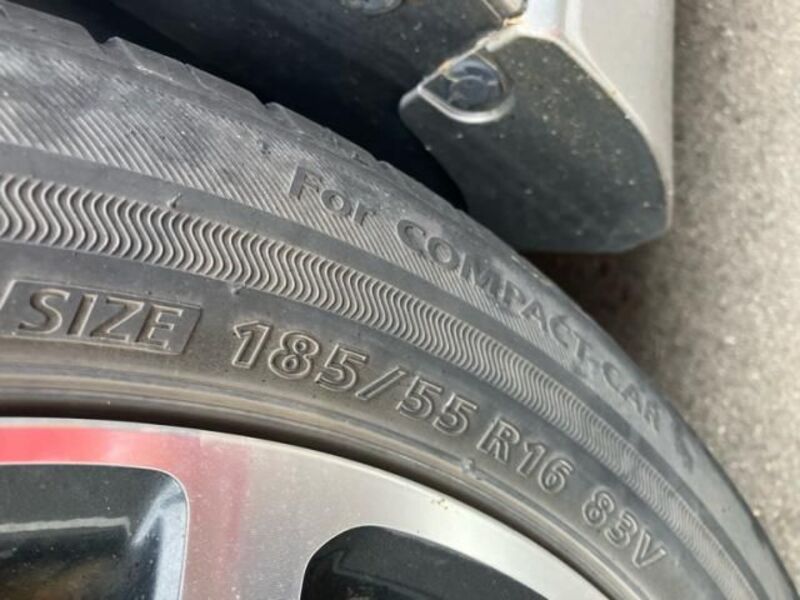 For COMPACT-CAR
SIZE 185/55 R16 83V